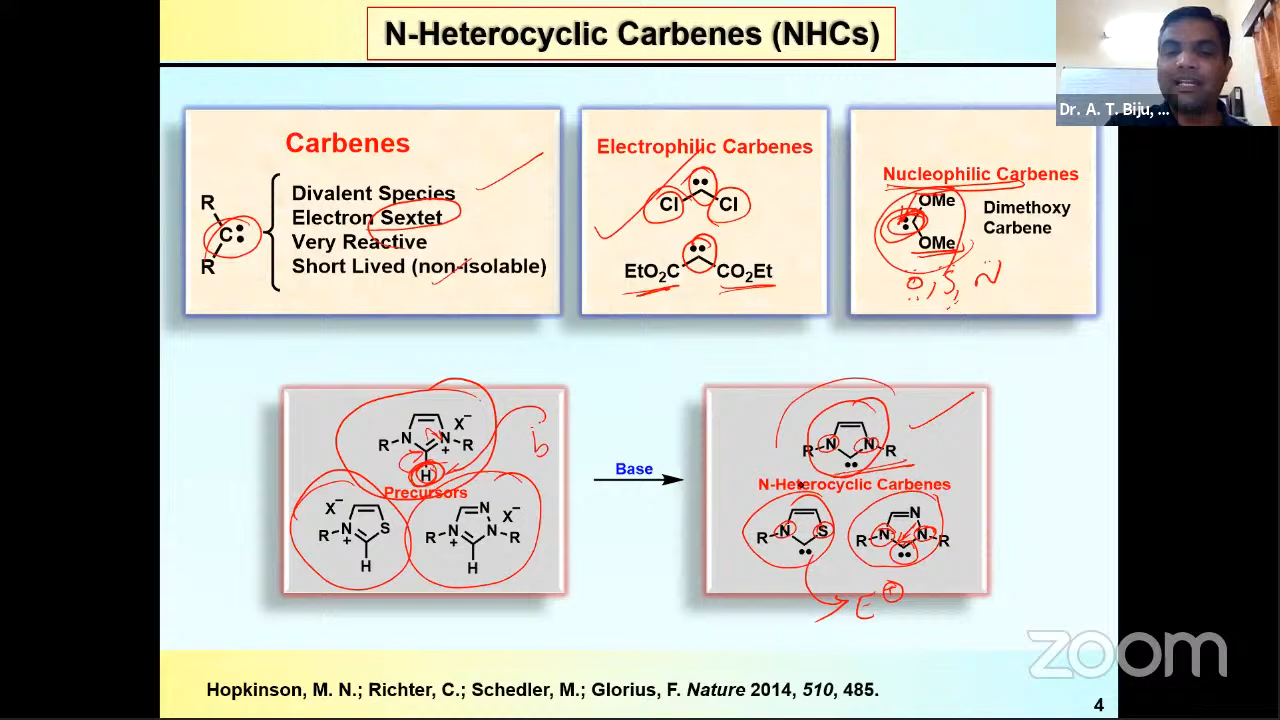 N-Heterocyclic Carbenes (NHCs)
Dr. A. T. Biju, ...
Carbenes
R
C
R
Divalent Species
Electron Sextet
Very Reactive
Short Lived (non-isolable)
Electrophilic Carbenes
Cl Cl
EtO₂C CO₂Et
Nucleophilic Carbenes
OMe
OMe
Dimethoxy
Carbene
O, S, N
X⁻
R N N R
+
H
b
Precursors
X⁻
R N S
+
H
N X⁻
R N N R
+
H
Base
R N N R
N-Heterocyclic Carbenes
R N S
N
R N N R
E⊕
zoom
Hopkinson, M. N.; Richter, C.; Schedler, M.; Glorius, F. Nature 2014, 510, 485.
4